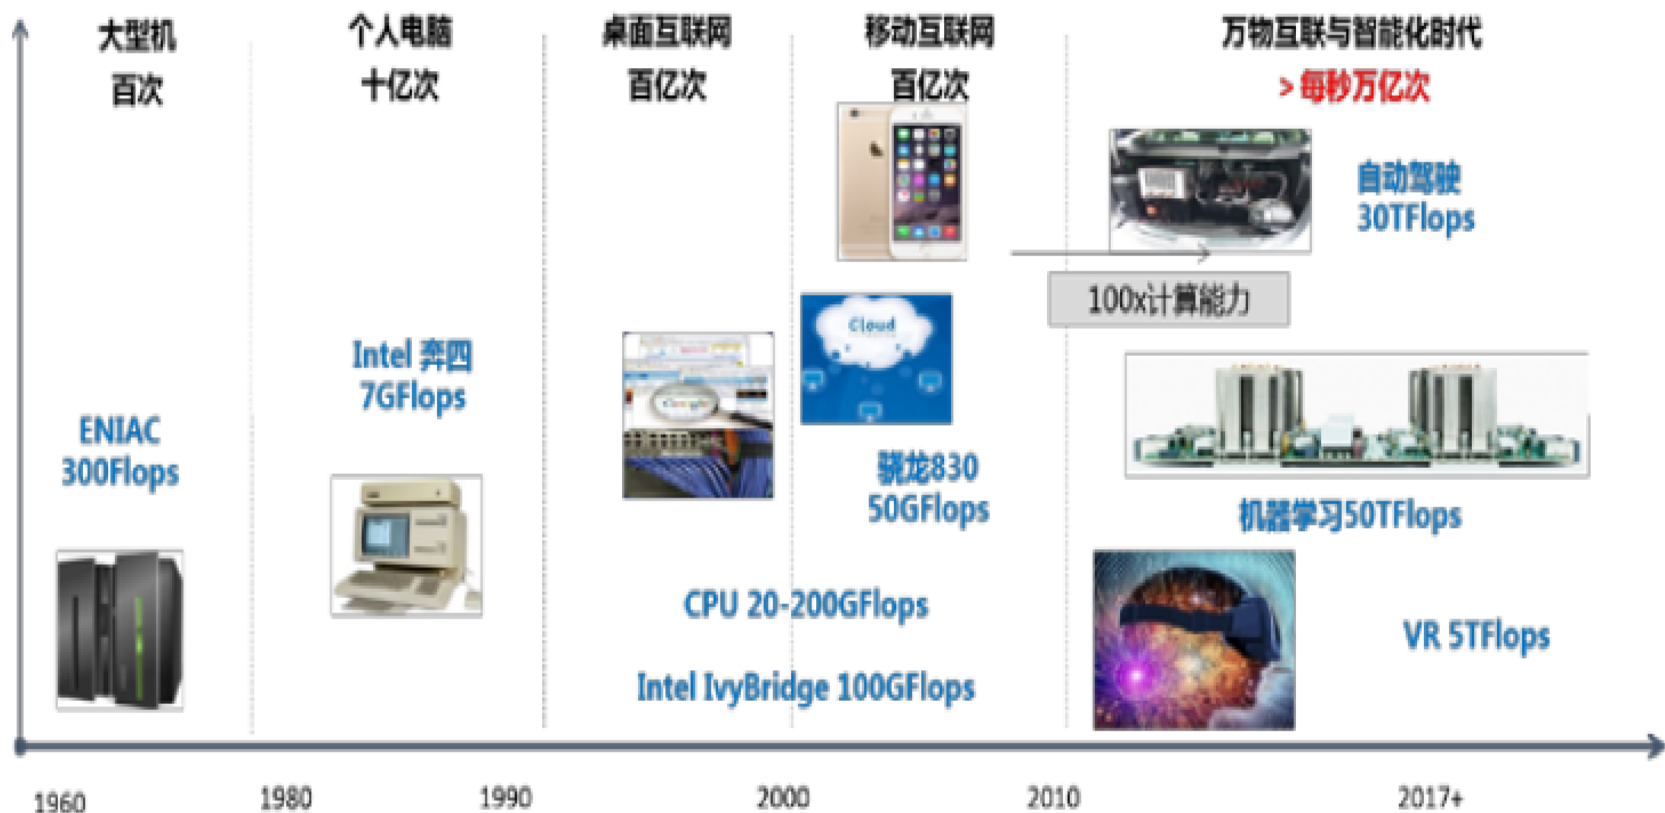 大型机
百次
个人电脑
十亿次
桌面互联网
百亿次
移动互联网
百亿次
万物互联与智能化时代
> 每秒万亿次
自动驾驶
30TFlops
100x计算能力
Cloud
Intel 奔四
7GFlops
Google
ENIAC
300Flops
骁龙830
50GFlops
机器学习50TFlops
CPU 20-200GFlops
VR 5TFlops
Intel IvyBridge 100GFlops
1960
1980
1990
2000
2010
2017+